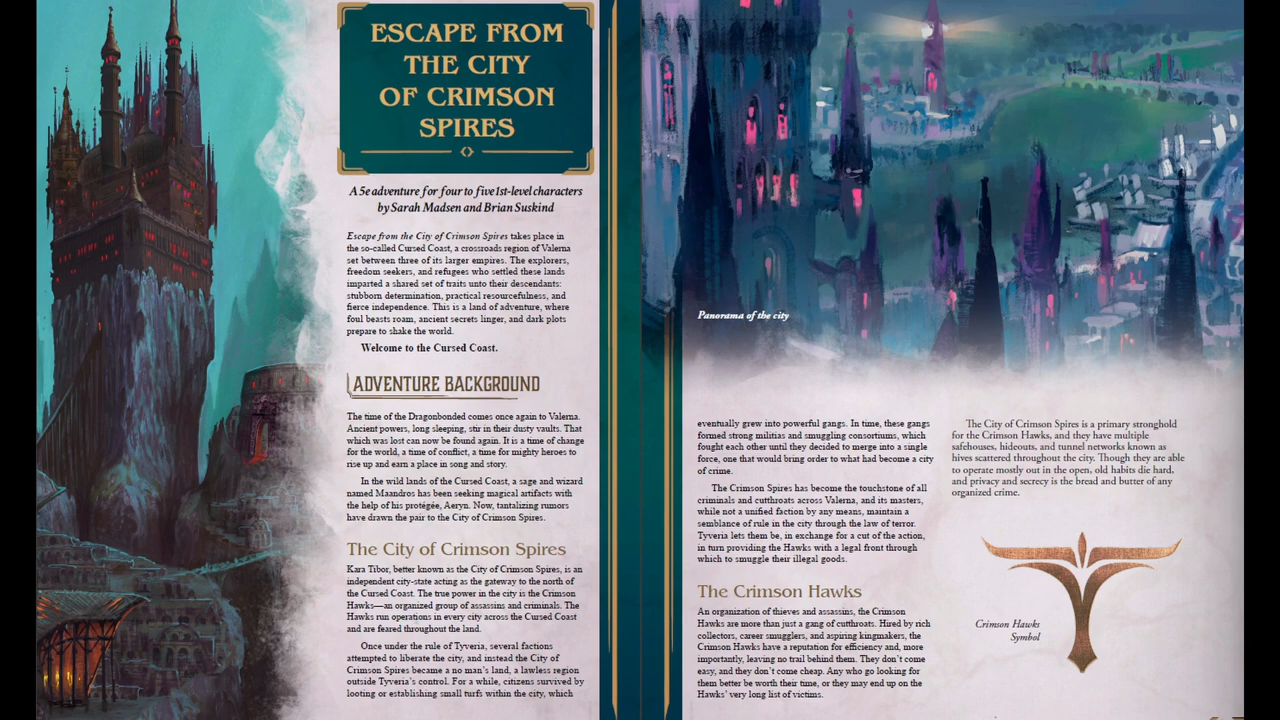 ESCAPE FROM
THE CITY
OF CRIMSON
SPIRES
A 5e adventure for four to five 1st-level characters
by Sarah Madsen and Brian Suskind
Escape from the City of Crimson Spires takes place in
the so-called Cursed Coast, a crossroads region of Valerna
set between three of its larger empires. The explorers,
freedom seekers, and refugees who settled these lands
imparted a shared set of traits unto their descendants:
stubborn determination, practical resourcefulness, and
fierce independence. This is a land of adventure, where
foul beasts roam, ancient secrets linger, and dark plots
prepare to shake the world.
Welcome to the Cursed Coast.
ADVENTURE BACKGROUND
The time of the Dragonbonded comes once again to Valerna.
Ancient powers, long sleeping, stir in their dusty vaults. That
which was lost can now be found again. It is a time of change
for the world, a time of conflict, a time for mighty heroes to
rise up and earn a place in song and story.
In the wild lands of the Cursed Coast, a sage and wizard
named Maandros has been seeking magical artifacts with
the help of his protégée, Aeryn. Now, tantalizing rumors
have drawn the pair to the City of Crimson Spires.
The City of Crimson Spires
Kara Tibor, better known as the City of Crimson Spires, is an
independent city-state acting as the gateway to the north of
the Cursed Coast. The true power in the city is the Crimson
Hawks—an organized group of assassins and criminals. The
Hawks run operations in every city across the Cursed Coast
and are feared throughout the land.
Once under the rule of Tyveria, several factions
attempted to liberate the city, and instead the City of
Crimson Spires became a no man's land, a lawless region
outside Tyveria's control. For a while, citizens survived by
looting or establishing small turfs within the city, which
Panorama of the city
eventually grew into powerful gangs. In time, these gangs
formed strong militias and smuggling consortiums, which
fought each other until they decided to merge into a single
force, one that would bring order to what had become a city
of crime.
The Crimson Spires has become the touchstone of all
criminals and cutthroats across Valerna, and its masters,
while not a unified faction by any means, maintain a
semblance of rule in the city through the law of terror.
Tyveria lets them be, in exchange for a cut of the action,
in turn providing the Hawks with a legal front through
which to smuggle their illegal goods.
The Crimson Hawks
An organization of thieves and assassins, the Crimson
Hawks are more than just a gang of cutthroats. Hired by rich
collectors, career smugglers, and aspiring kingmakers, the
Crimson Hawks have a reputation for efficiency and, more
importantly, leaving no trail behind them. They don't come
easy, and they don't come cheap. Any who go looking for
them better be worth their time, or they may end up on the
Hawks' very long list of victims.
The City of Crimson Spires is a primary stronghold
for the Crimson Hawks, and they have multiple
safehouses, hideouts, and tunnel networks known as
hives scattered throughout the city. Though they are able
to operate mostly out in the open, old habits die hard,
and privacy and secrecy is the bread and butter of any
organized crime.
Crimson Hawks
Symbol